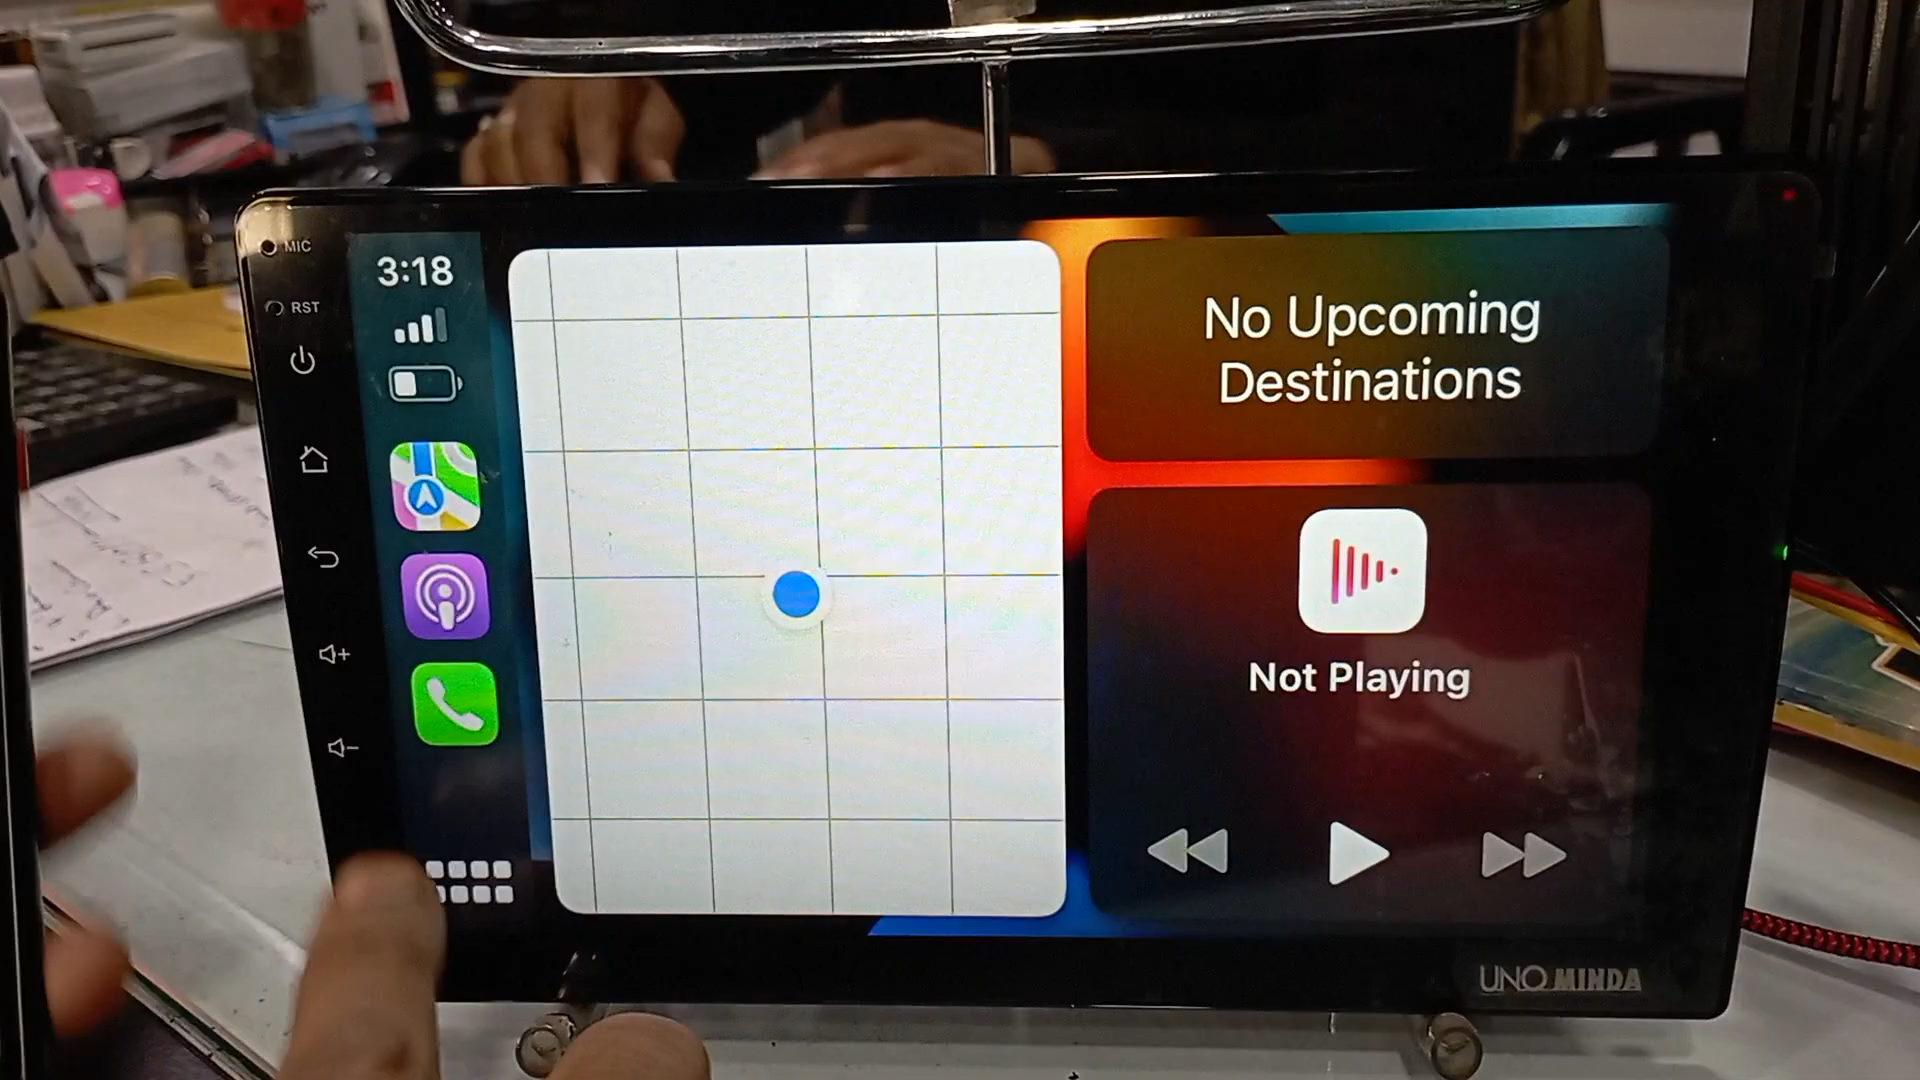 MIC
RST
3:18
No Upcoming
Destinations
Not Playing
UNO MINDA